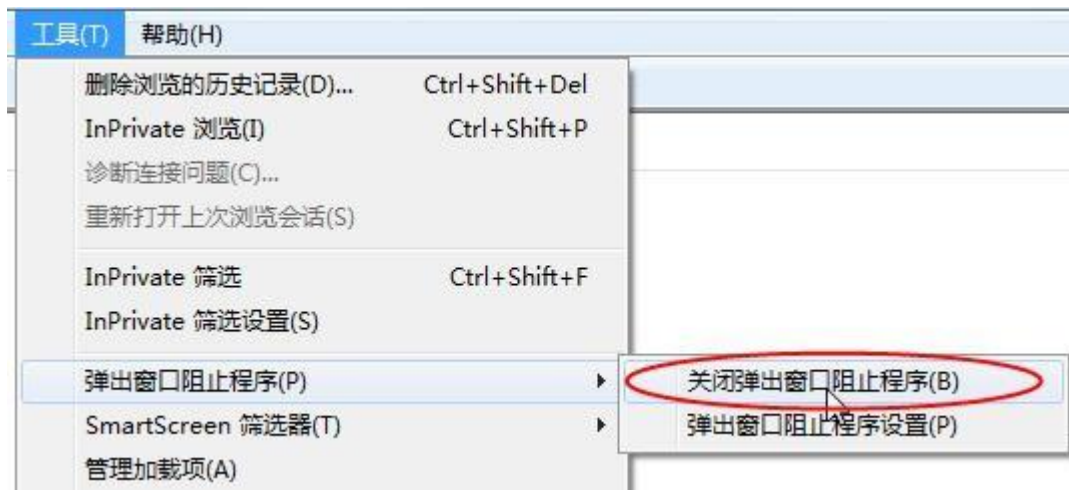 工具(T) 帮助(H)
删除浏览的历史记录(D)... Ctrl+Shift+Del
InPrivate 浏览(I) Ctrl+Shift+P
诊断连接问题(C)...
重新打开上次浏览会话(S)
InPrivate 筛选 Ctrl+Shift+F
InPrivate 筛选设置(S)
弹出窗口阻止程序(P) 关闭弹出窗口阻止程序(B)
SmartScreen 筛选器(T) 弹出窗口阻止程序设置(P)
管理加载项(A)